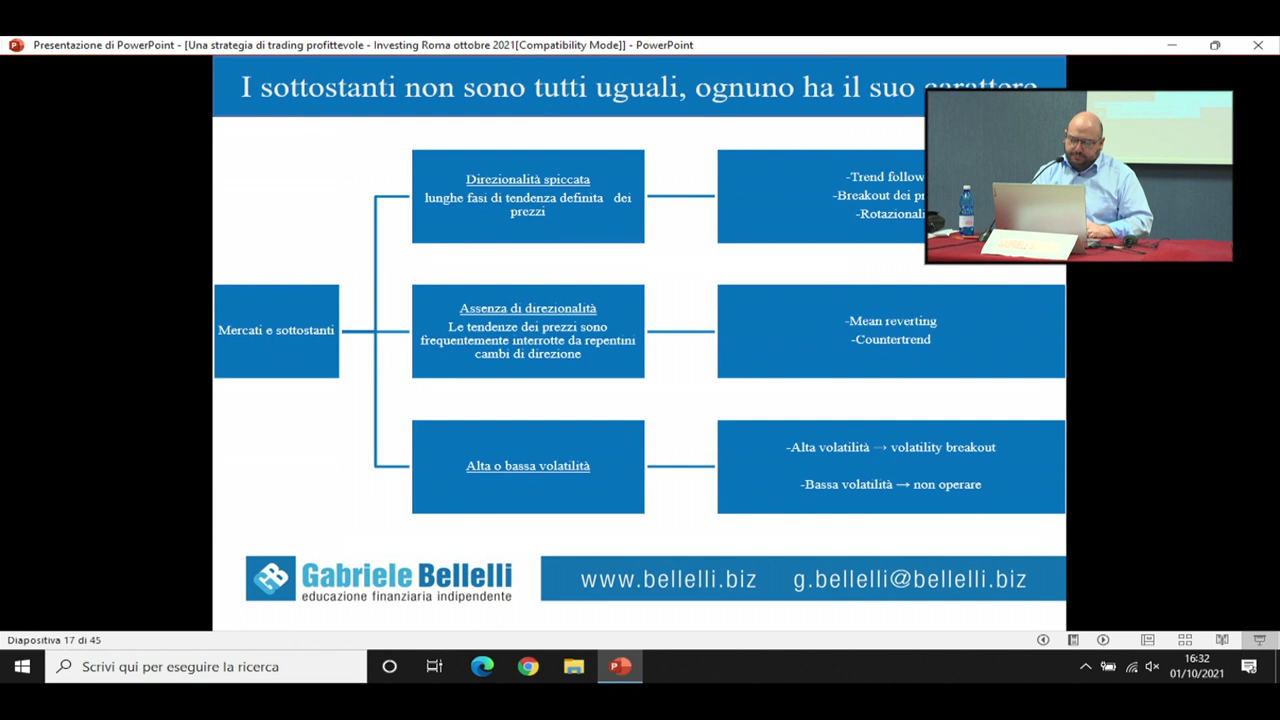 Presentazione di PowerPoint - [Una strategia di trading profittevole - Investing Roma ottobre 2021[Compatibility Mode]] - PowerPoint
I sottostanti non sono tutti uguali, ognuno ha il suo carattere
Direzionalità spiccata
lunghe fasi di tendenza definita dei
prezzi
-Trend
-Breakout dei
Mercati e sottostanti
Assenza di direzionalità
Le tendenze dei prezzi sono
frequentemente interrotte da repentini
cambi di direzione
-Mean reverting
-Countertrend
Alta o bassa volatilità
-Alta volatilità → volatility breakout
-Bassa volatilità → non operare
Gabriele Bellelli
educazione finanziaria indipendente
www.bellelli.biz g.bellelli@bellelli.biz
Diapositiva 17 di 45
Scrivi qui per eseguire la ricerca
16:32
01/10/2021